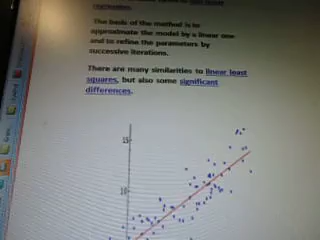 regression.
The basis of the method is to
approximate the model by a linear one
and to refine the parameters by
successive iterations.
There are many similarities to linear least
squares, but also some significant
differences.
15
10